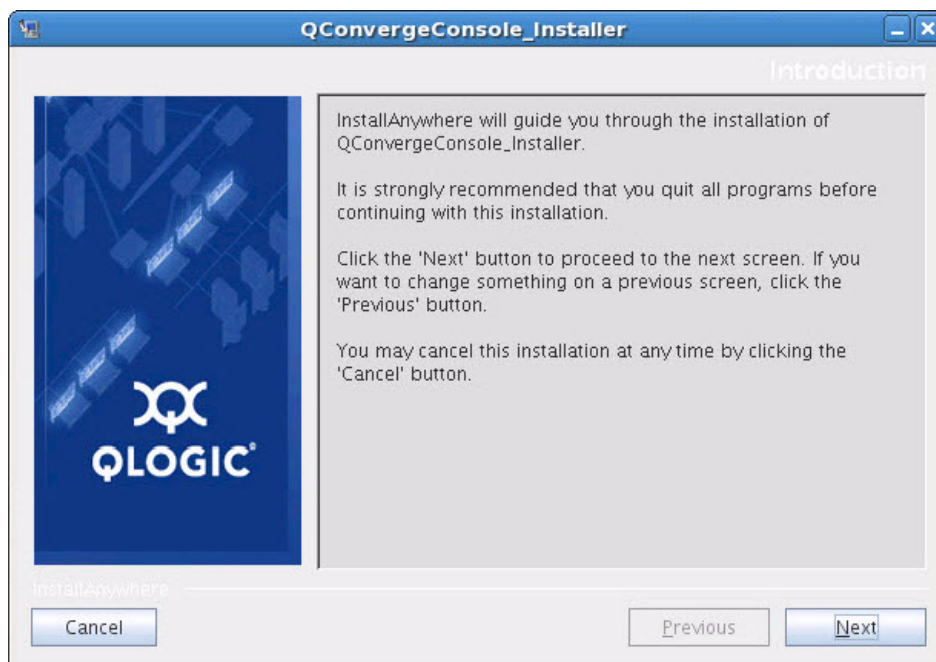 QConvergeConsole_Installer
Introduction
InstallAnywhere will guide you through the installation of
QConvergeConsole_Installer.
It is strongly recommended that you quit all programs before
continuing with this installation.
Click the 'Next' button to proceed to the next screen. If you
want to change something on a previous screen, click the
'Previous' button.
You may cancel this installation at any time by clicking the
'Cancel' button.
QLOGIC®
InstallAnywhere
Cancel
Previous
Next